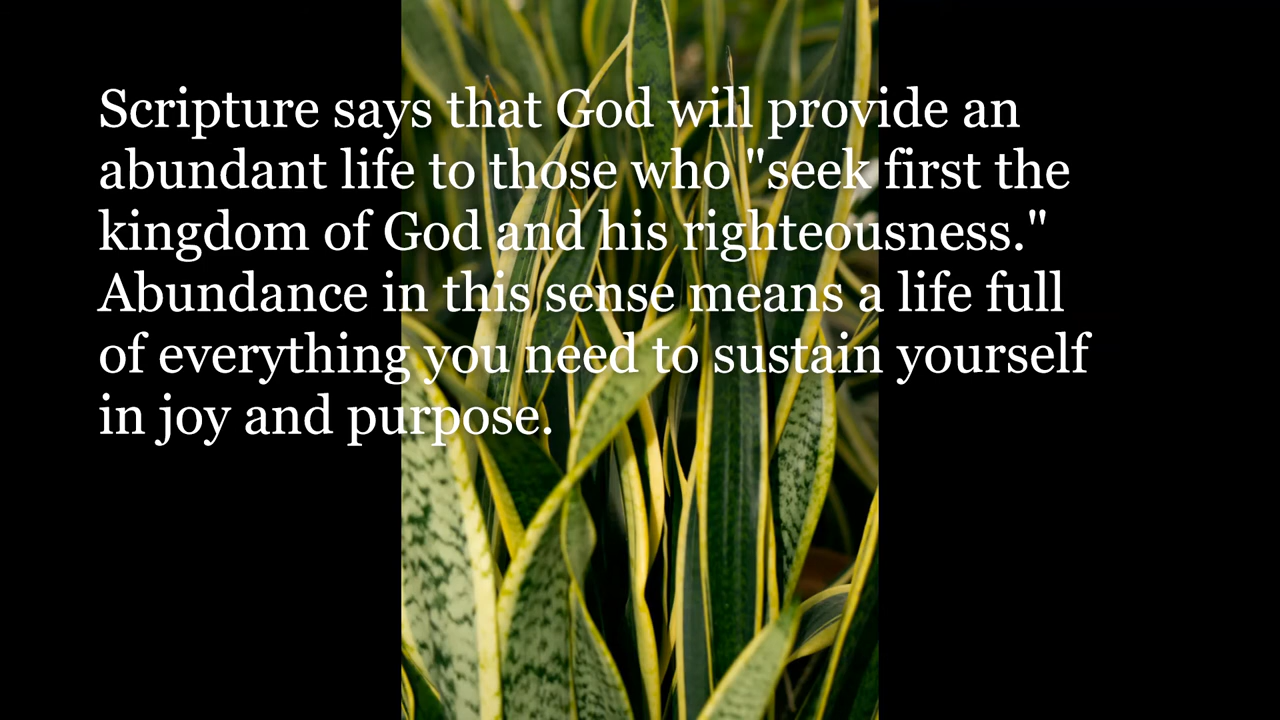 Scripture says that God will provide an
abundant life to those who "seek first the
kingdom of God and his righteousness."
Abundance in this sense means a life full
of everything you need to sustain yourself
in joy and purpose.